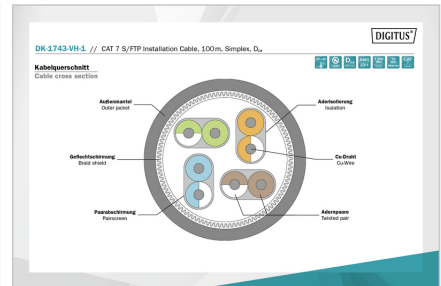 DIGITUS®
DK-1743-VH-1 // CAT 7 S/FTP Installation Cable, 100m, Simplex, Dca
Kabelquerschnitt
Cable cross section
Außenmantel
Outer jacket
Aderisolierung
Insulation
Geflechtschirmung
Braid shield
Cu-Draht
Cu-Wire
Paarabschirmung
Pairscreen
Adernpaare
Twisted pair